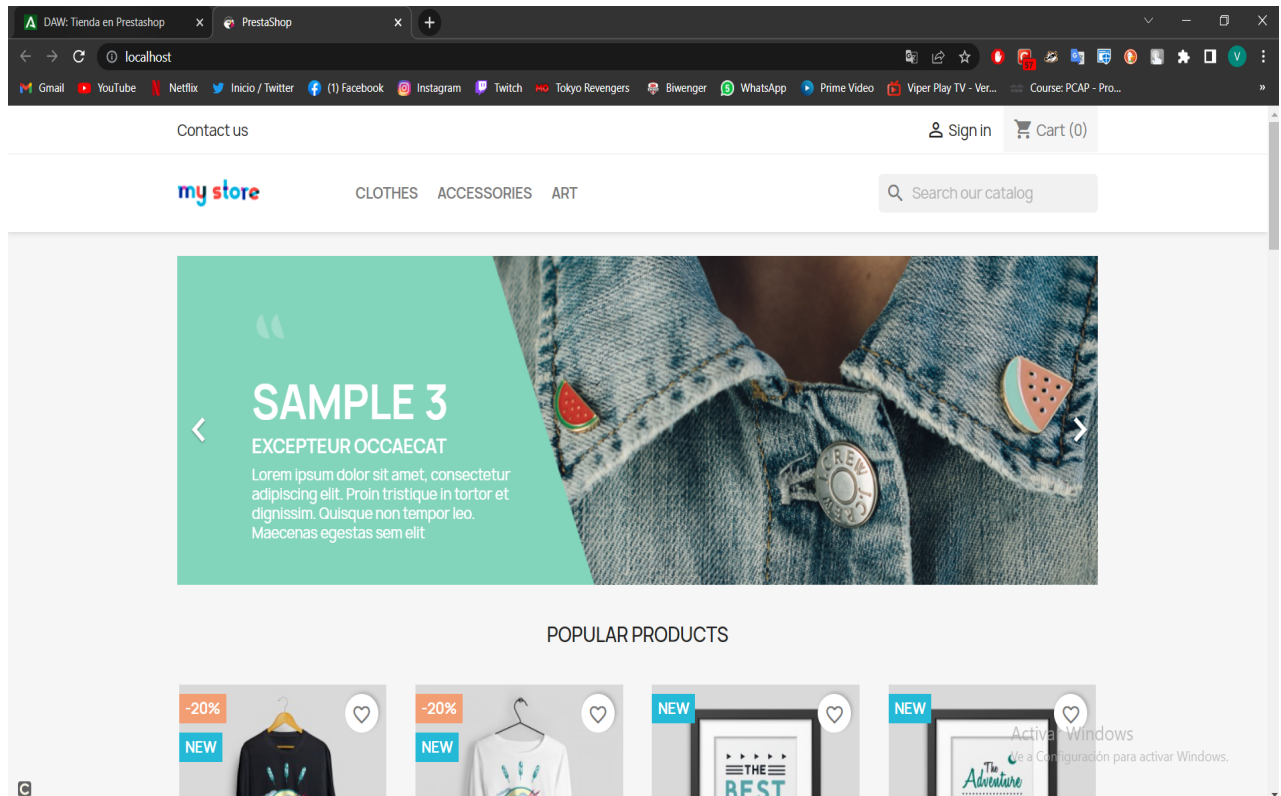 DAW: Tienda en Prestashop
PrestaShop
localhost
17
V
Gmail
YouTube
Netflix
Inicio / Twitter
(1) Facebook
Instagram
Twitch
Tokyo Revengers
Biwenger
WhatsApp
Prime Video
Viper Play TV - Ver...
Course: PCAP - Pro...
»
Contact us
Sign in
Cart (0)
my store
CLOTHES
ACCESSORIES
ART
Search our catalog
SAMPLE 3
EXCEPTEUR OCCAECAT
Lorem ipsum dolor sit amet, consectetur
adipiscing elit. Proin tristique in tortor et
dignissim. Quisque non tempor leo.
Maecenas egestas sem elit
J.CREW J.CREW
POPULAR PRODUCTS
-20%
NEW
-20%
NEW
NEW
THE
BEST
NEW
The
Adventure
Activar Windows
Ve a Configuración para activar Windows.